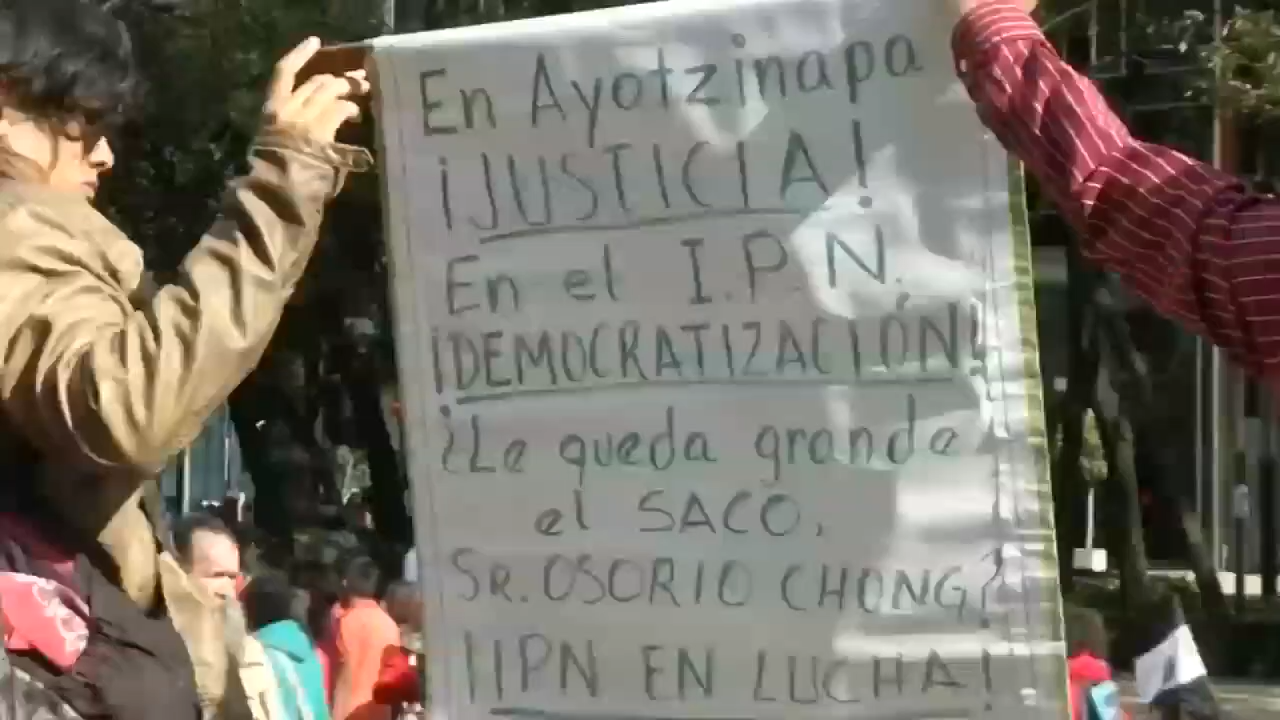 En Ayotzinapa
¡JUSTICIA!
En el I.P.N.
¡DEMOCRATIZACIÓN!
¿Le queda grande
el SACO,
SR. OSORIO CHONG?
¡IPN EN LUCHA!